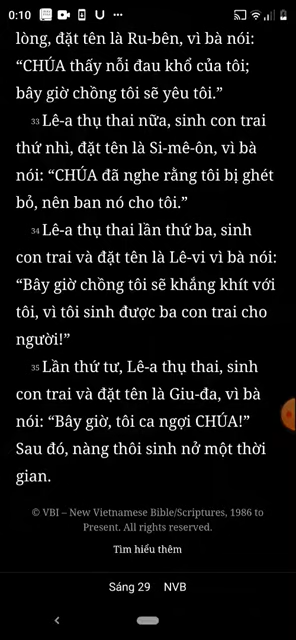 0:10
lòng, đặt tên là Ru-bên, vì bà nói:
“CHÚA thấy nỗi đau khổ của tôi;
bây giờ chồng tôi sẽ yêu tôi.”
33 Lê-a thụ thai nữa, sinh con trai
thứ nhì, đặt tên là Si-mê-ôn, vì bà
nói: “CHÚA đã nghe rằng tôi bị ghét
bỏ, nên ban nó cho tôi.”
34 Lê-a thụ thai lần thứ ba, sinh
con trai và đặt tên là Lê-vi vì bà nói:
“Bây giờ chồng tôi sẽ khắng khít với
tôi, vì tôi sinh được ba con trai cho
người!”
35 Lần thứ tư, Lê-a thụ thai, sinh
con trai và đặt tên là Giu-đa, vì bà
nói: “Bây giờ, tôi ca ngợi CHÚA!”
Sau đó, nàng thôi sinh nở một thời
gian.
© VBI – New Vietnamese Bible/Scriptures, 1986 to
Present. All rights reserved.
Tìm hiểu thêm
Sáng 29 NVB